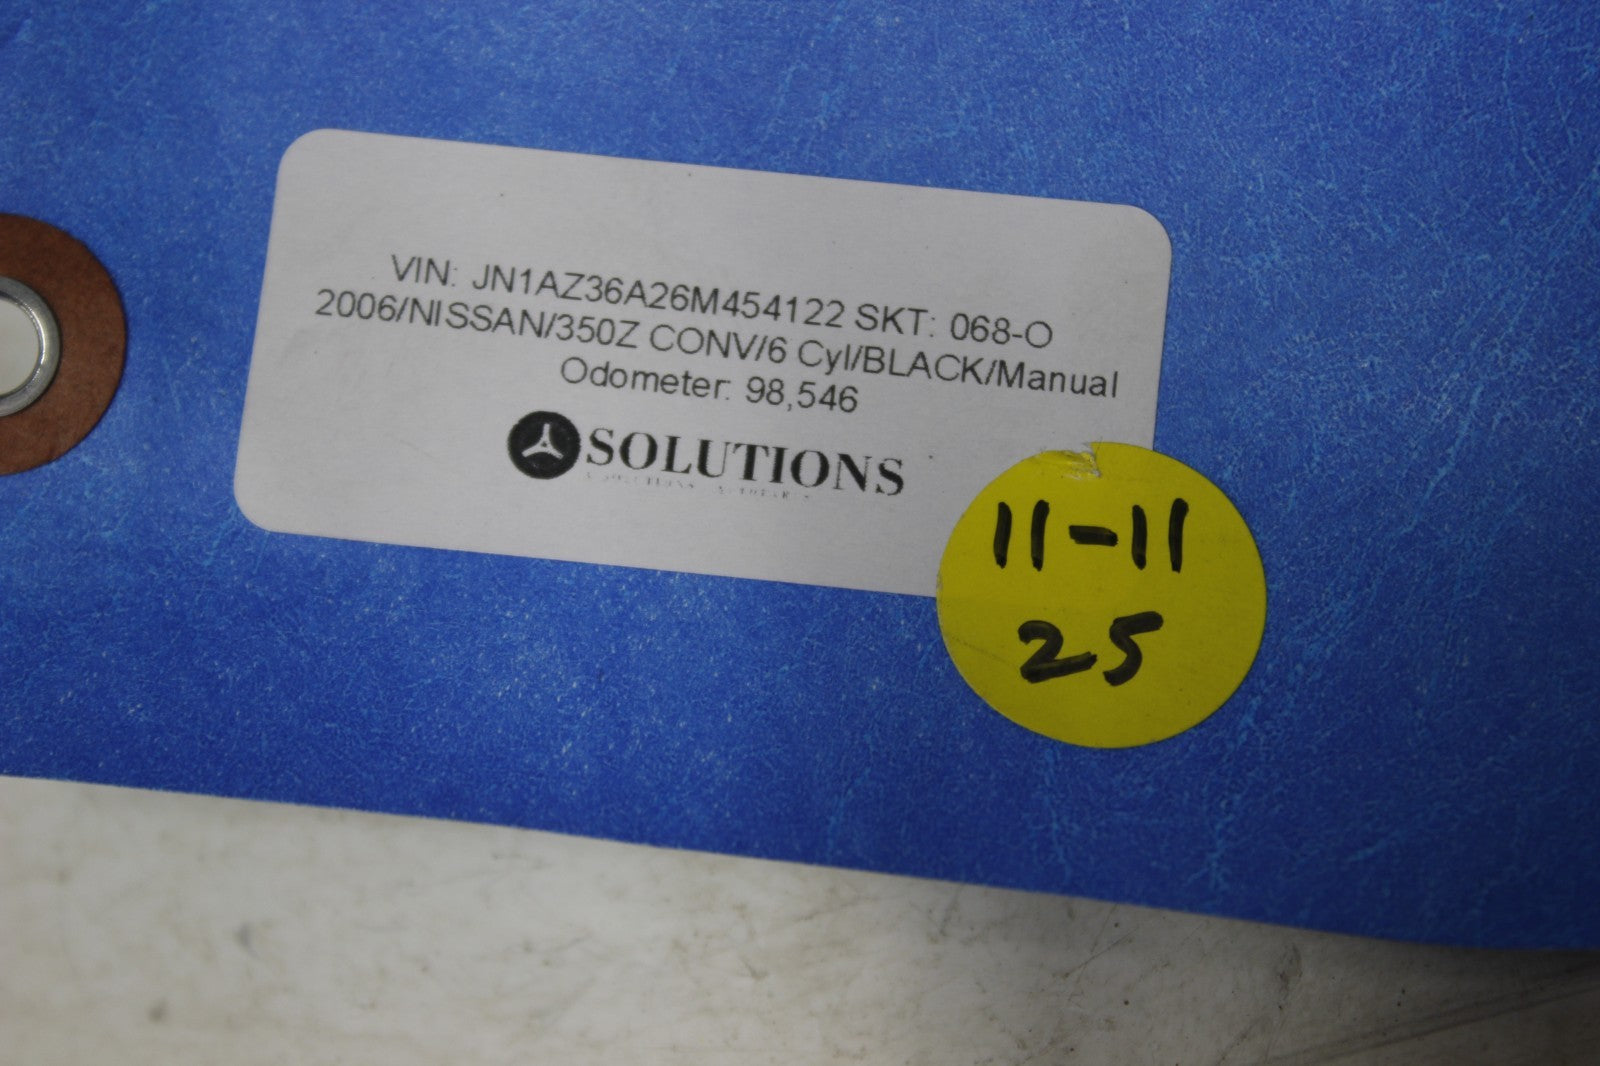 VIN: JN1AZ36A26M454122 SKT: 068-O
2006/NISSAN/350Z CONV/6 Cyl/BLACK/Manual
Odometer: 98,546
SOLUTIONS
11-11
25